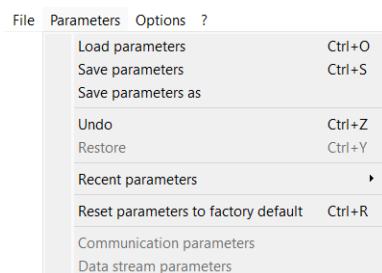 File Parameters Options ?
Load parameters Ctrl+O
Save parameters Ctrl+S
Save parameters as
Undo Ctrl+Z
Restore Ctrl+Y
Recent parameters
Reset parameters to factory default Ctrl+R
Communication parameters
Data stream parameters